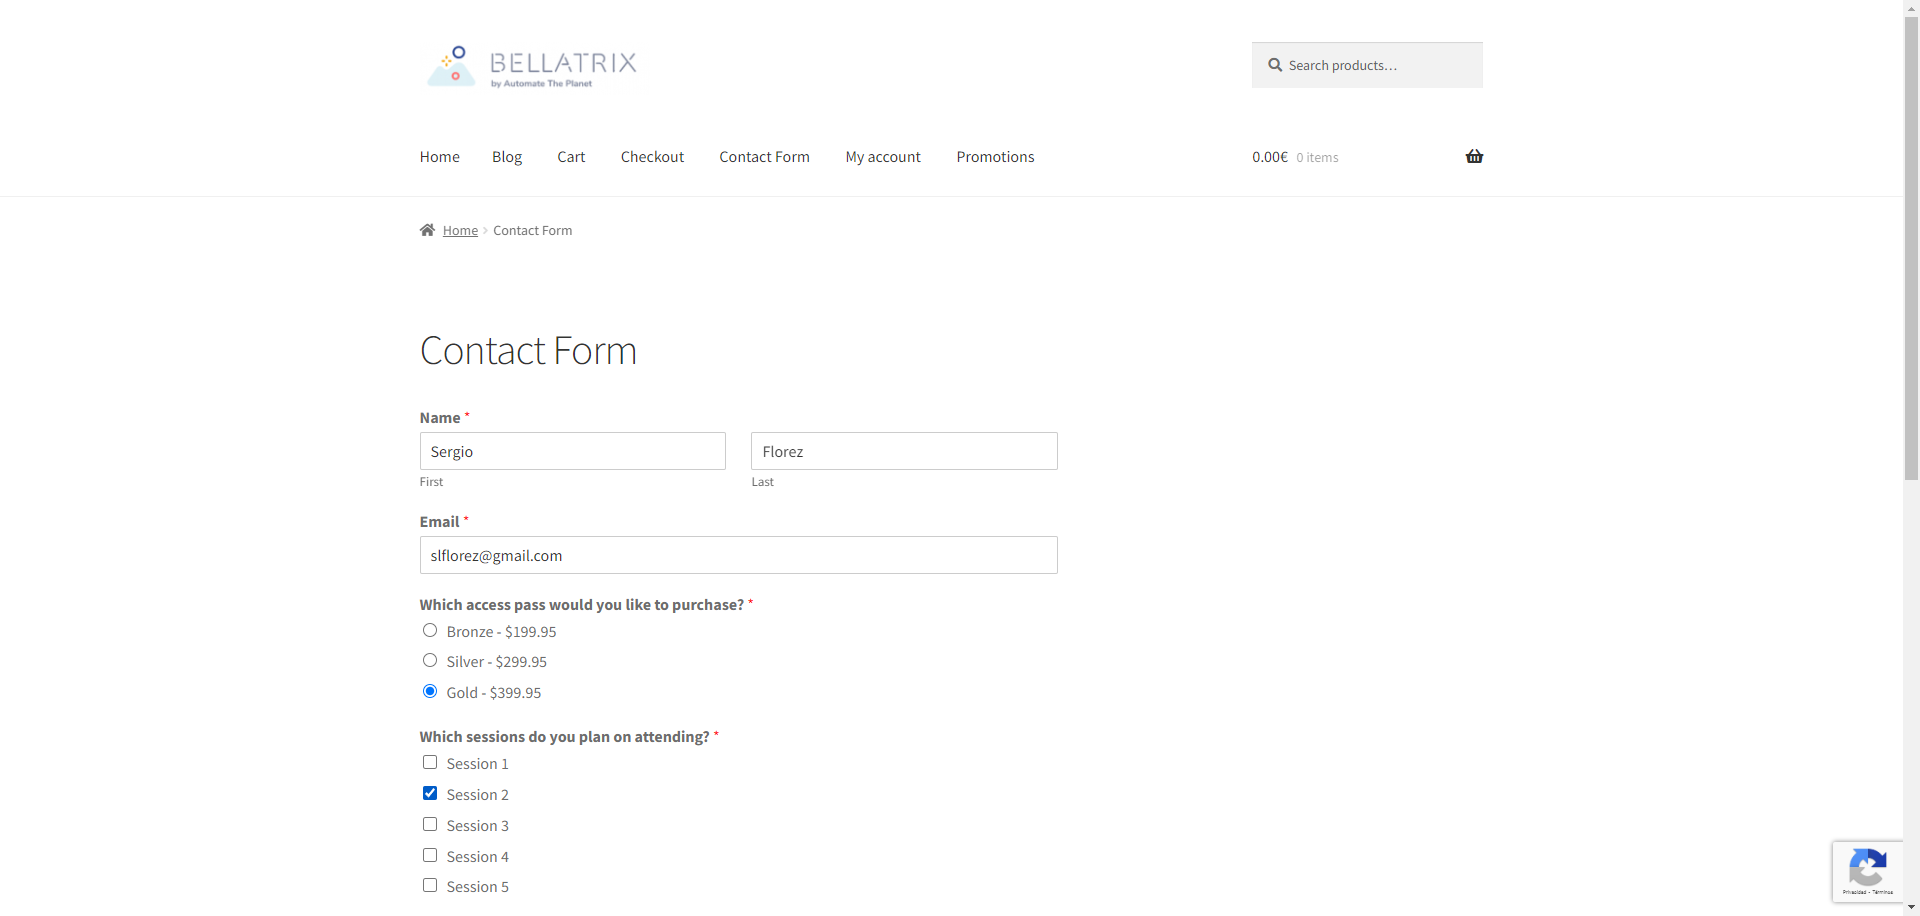 BELLATRIX
by Automate The Planet
Search products…
Home Blog Cart Checkout Contact Form My account Promotions 0.00€ 0 items
Home Contact Form
Contact Form
Name *
Sergio Florez
First Last
Email *
slflorez@gmail.com
Which access pass would you like to purchase? *
Bronze - $199.95
Silver - $299.95
Gold - $399.95
Which sessions do you plan on attending? *
Session 1
Session 2
Session 3
Session 4
Session 5
Privacidad - Términos